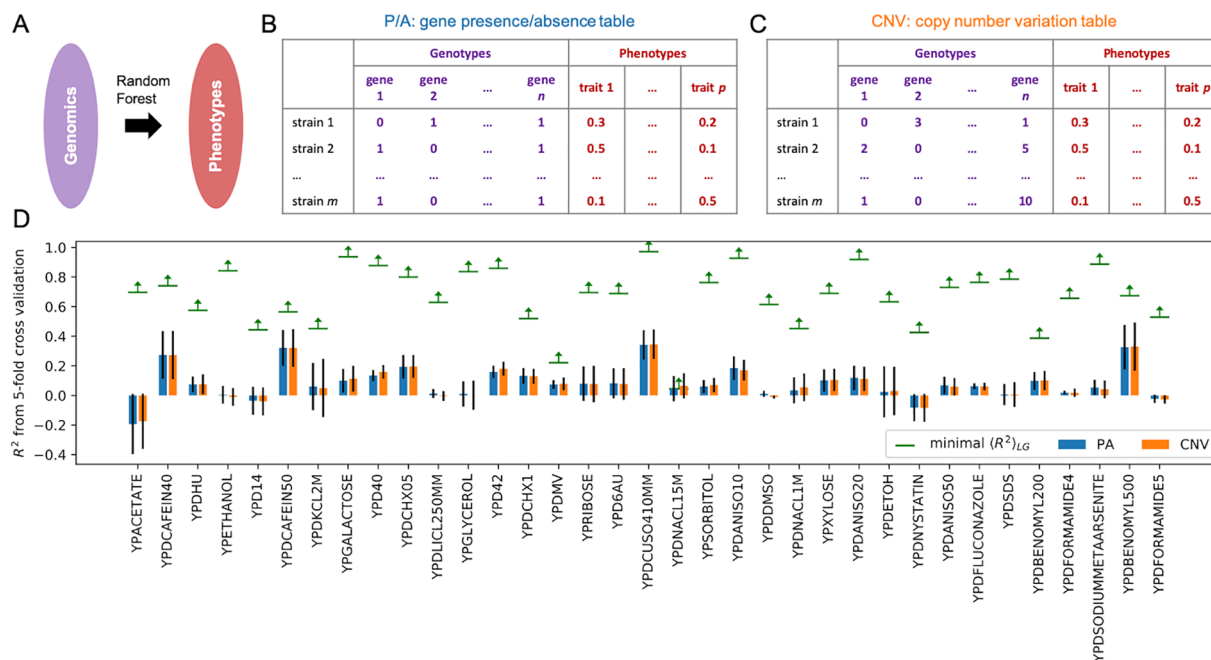 A
Genomics
Random
Forest
Phenotypes
B
P/A: gene presence/absence table
Genotypes Phenotypes
gene 1 gene 2 ... gene n trait 1 ... trait p
strain 1 0 1 ... 1 0.3 ... 0.2
strain 2 1 0 ... 1 0.5 ... 0.1
... ... ... ... ... ... ... ...
strain m 1 0 ... 1 0.1 ... 0.5
C
CNV: copy number variation table
Genotypes Phenotypes
gene 1 gene 2 ... gene n trait 1 ... trait p
strain 1 0 3 ... 1 0.3 ... 0.2
strain 2 2 0 ... 5 0.5 ... 0.1
... ... ... ... ... ... ... ...
strain m 1 0 ... 10 0.1 ... 0.5
D
R² from 5-fold cross validation
1.0
0.8
0.6
0.4
0.2
0.0
−0.2
−0.4
minimal ⟨R²⟩LG PA CNV
YPACETATE
YPDCAFEIN40
YPDHU
YPETHANOL
YPD14
YPDCAFEIN50
YPDKCL2M
YPGALACTOSE
YPD40
YPDCHX05
YPDLICL250MM
YPGLYCEROL
YPD42
YPDCHX1
YPDMV
YPRIBOSE
YPD6AU
YPDCUSO410MM
YPDNACL15M
YPSORBITOL
YPDANISO10
YPDDMSO
YPDNACL1M
YPXYLOSE
YPDANISO20
YPDETOH
YPDNYSTATIN
YPDANISO50
YPDFLUCONAZOLE
YPDSDS
YPDBENOMYL200
YPDFORMAMIDE4
YPDSODIUMMETAARSENITE
YPDBENOMYL500
YPDFORMAMIDE5